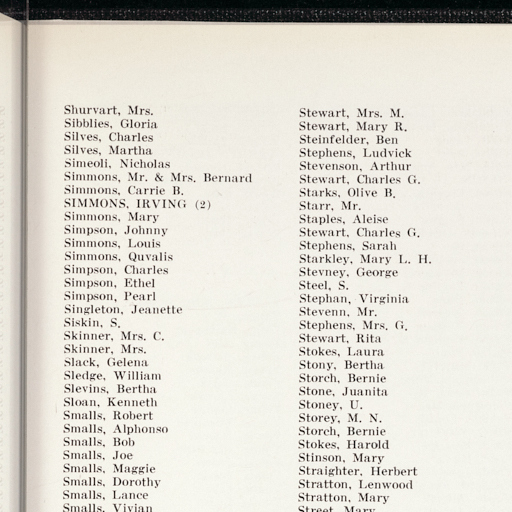 Shurvart, Mrs.
Sibblies, Gloria
Silves, Charles
Silves, Martha
Simeoli, Nicholas
Simmons, Mr. & Mrs. Bernard
Simmons, Carrie B.
SIMMONS, IRVING (2)
Simmons, Mary
Simpson, Johnny
Simmons, Louis
Simmons, Quvalis
Simpson, Charles
Simpson, Ethel
Simpson, Pearl
Singleton, Jeanette
Siskin, S.
Skinner, Mrs. C.
Skinner, Mrs.
Slack, Gelena
Sledge, William
Slevins, Bertha
Sloan, Kenneth
Smalls, Robert
Smalls, Alphonso
Smalls, Bob
Smalls, Joe
Smalls, Maggie
Smalls, Dorothy
Smalls, Lance
Smalls, Vivian
Stewart, Mrs. M.
Stewart, Mary R.
Steinfelder, Ben
Stephens, Ludvick
Stevenson, Arthur
Stewart, Charles G.
Starks, Olive B.
Starr, Mr.
Staples, Aleise
Stewart, Charles G.
Stephens, Sarah
Starkley, Mary L. H.
Stevney, George
Steel, S.
Stephan, Virginia
Stevenn, Mr.
Stephens, Mrs. G.
Stewart, Rita
Stokes, Laura
Stony, Bertha
Storch, Bernie
Stone, Juanita
Stoney, U.
Storey, M. N.
Storch, Bernie
Stokes, Harold
Stinson, Mary
Straighter, Herbert
Stratton, Lenwood
Stratton, Mary
Street, Mary